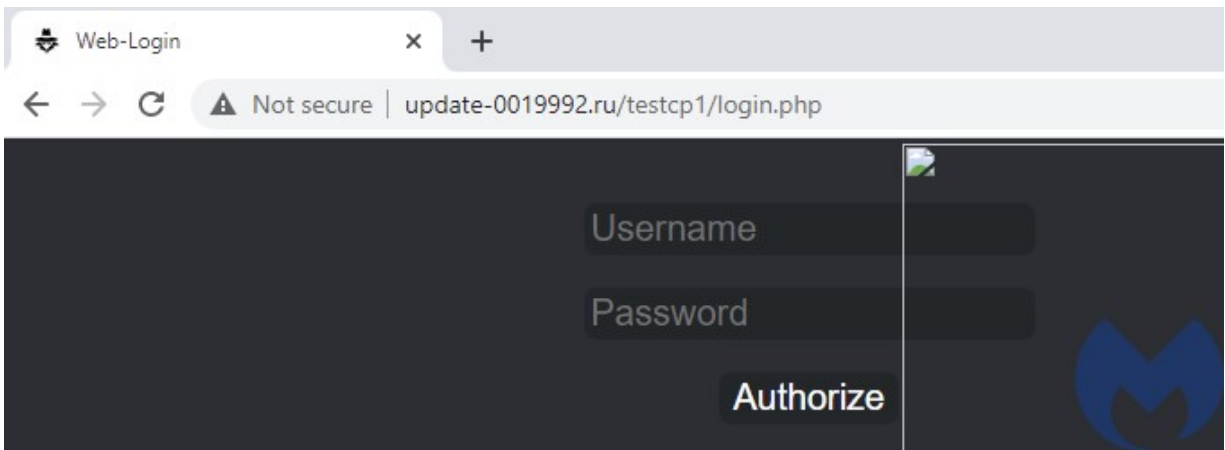 Web-Login
Not secure | update-0019992.ru/testcp1/login.php
Username
Password
Authorize